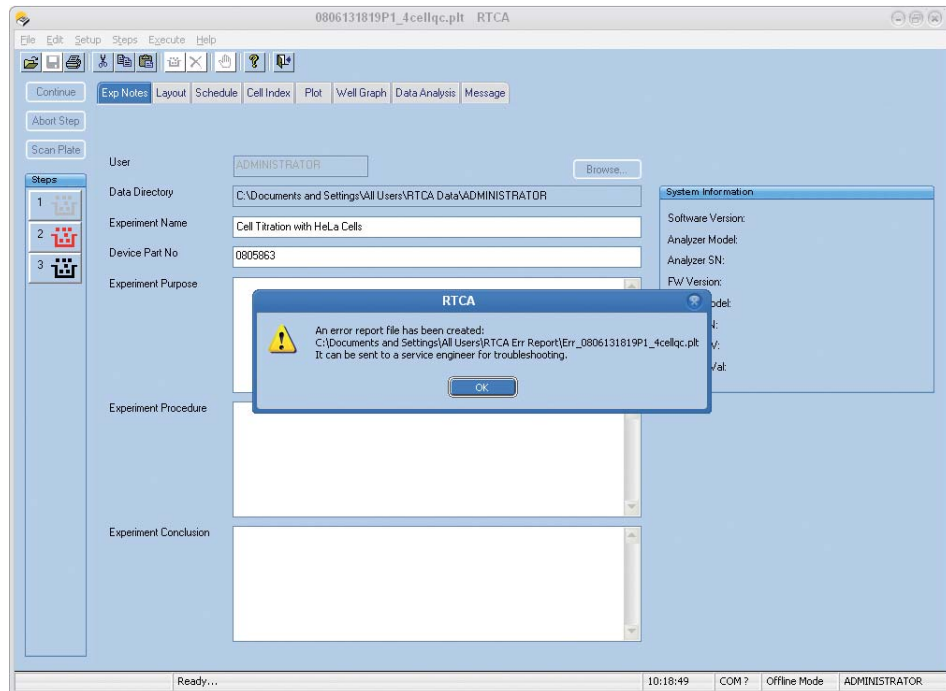 0806131819P1_4cellqc.plt RTCA
File Edit Setup Steps Execute Help
Continue
Abort Step
Scan Plate
Steps
1
2
3
Exp Notes Layout Schedule Cell Index Plot Well Graph Data Analysis Message
User ADMINISTRATOR Browse...
Data Directory C:\Documents and Settings\All Users\RTCA Data\ADMINISTRATOR
Experiment Name Cell Titration with HeLa Cells
Device Part No 0805863
Experiment Purpose
Experiment Procedure
Experiment Conclusion
System Information
Software Version:
Analyzer Model:
Analyzer SN:
FW Version:
odel:
N:
V:
Val:
RTCA
An error report file has been created:
C:\Documents and Settings\All Users\RTCA Err Report\Err_0806131819P1_4cellqc.plt
It can be sent to a service engineer for troubleshooting.
OK
Ready... 10:18:49 COM ? Offline Mode ADMINISTRATOR